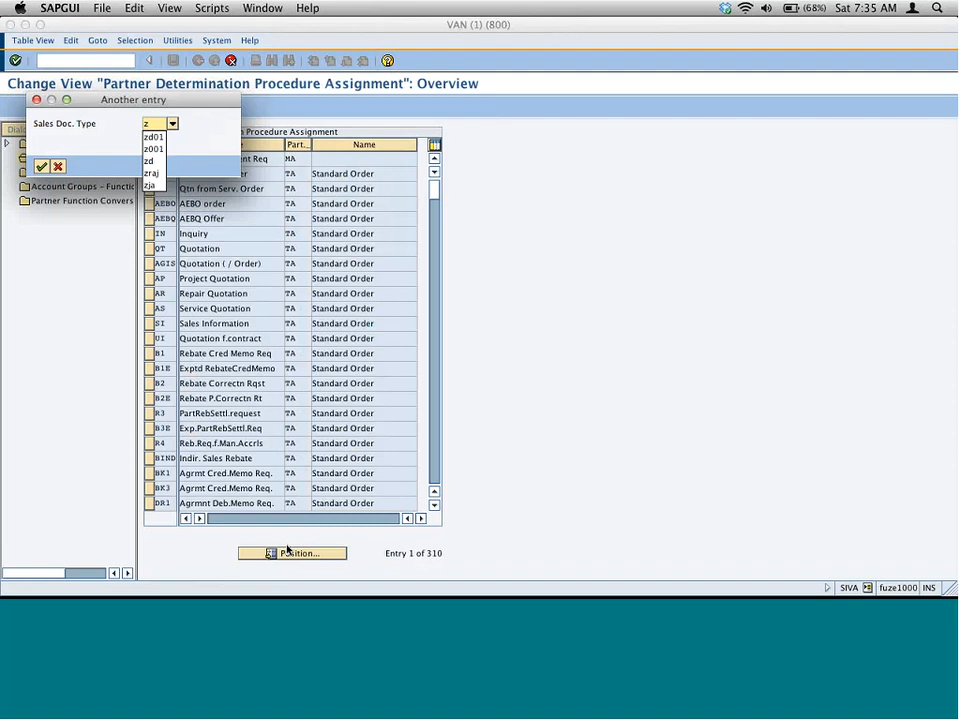 SAPGUI File Edit View Scripts Window Help (68%) Sat 7:35 AM
VAN (1) (800)
Table View Edit Goto Selection Utilities System Help
Change View "Partner Determination Procedure Assignment": Overview
Another entry
Sales Doc. Type z
zd01
z001
zd
zraj
zja
Account Groups - Functic
Partner Function Convers
n Procedure Assignment
Part... Name
ent Req MA
TA Standard Order
Qtn from Serv. Order TA Standard Order
AEBO AEBO order TA Standard Order
AEBQ AEBQ Offer TA Standard Order
IN Inquiry TA Standard Order
QT Quotation TA Standard Order
AGIS Quotation ( / Order) TA Standard Order
AP Project Quotation TA Standard Order
AR Repair Quotation TA Standard Order
AS Service Quotation TA Standard Order
SI Sales Information TA Standard Order
UI Quotation f.contract TA Standard Order
B1 Rebate Cred Memo Req TA Standard Order
B1E Exptd RebateCredMemo TA Standard Order
B2 Rebate Correctn Rqst TA Standard Order
B2E Rebate P.Correctn Rt TA Standard Order
R3 PartRebSettl.request TA Standard Order
B3E Exp.PartRebSettl.Req TA Standard Order
R4 Reb.Req.f.Man.Accrls TA Standard Order
BIND Indir. Sales Rebate TA Standard Order
BK1 Agrmt Cred.Memo Req. TA Standard Order
BK3 Agrmt Cred.Memo Req. TA Standard Order
DR1 Agrmnt Deb.Memo Req. TA Standard Order
Position... Entry 1 of 310
SIVA fuze1000 INS